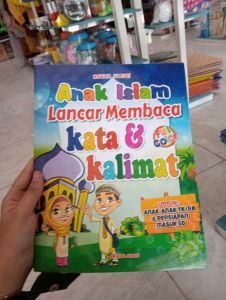 Anak Islam
Lancar Membaca
kata &
kalimat
UNTUK
ANAK-ANAK TK/RA
& PERSIAPAN
MASUK SD